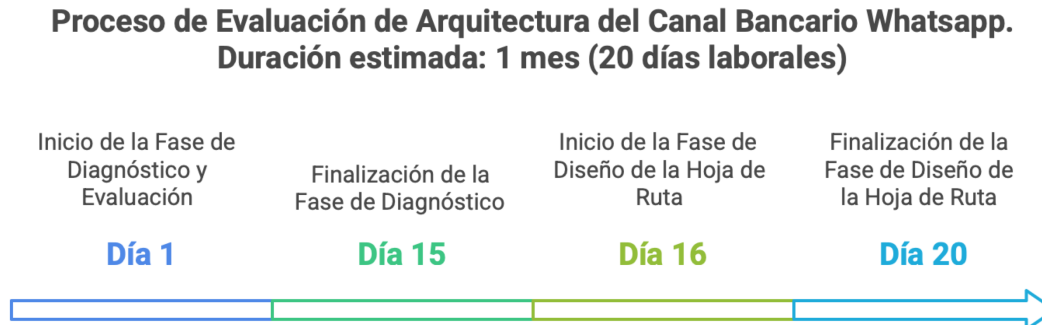 Proceso de Evaluación de Arquitectura del Canal Bancario Whatsapp.
Duración estimada: 1 mes (20 días laborales)
Inicio de la Fase de
Diagnóstico y
Evaluación
Día 1
Finalización de la
Fase de Diagnóstico
Día 15
Inicio de la Fase de
Diseño de la Hoja de
Ruta
Día 16
Finalización de la
Fase de Diseño de
la Hoja de Ruta
Día 20